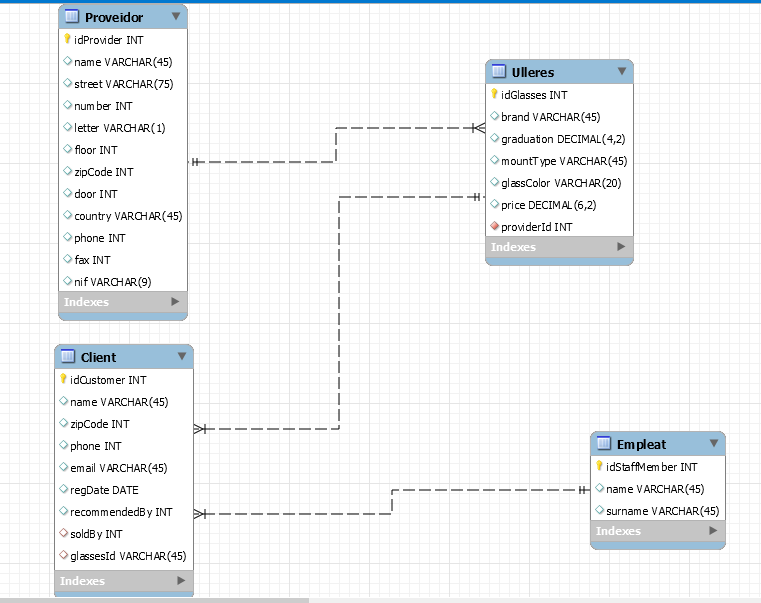 Proveidor
idProvider INT
name VARCHAR(45)
street VARCHAR(75)
number INT
letter VARCHAR(1)
floor INT
zipCode INT
door INT
country VARCHAR(45)
phone INT
fax INT
nif VARCHAR(9)
Indexes
Ulleres
idGlasses INT
brand VARCHAR(45)
graduation DECIMAL(4,2)
mountType VARCHAR(45)
glassColor VARCHAR(20)
price DECIMAL(6,2)
providerId INT
Indexes
Client
idCustomer INT
name VARCHAR(45)
zipCode INT
phone INT
email VARCHAR(45)
regDate DATE
recommendedBy INT
soldBy INT
glassesId VARCHAR(45)
Indexes
Empleat
idStaffMember INT
name VARCHAR(45)
surname VARCHAR(45)
Indexes